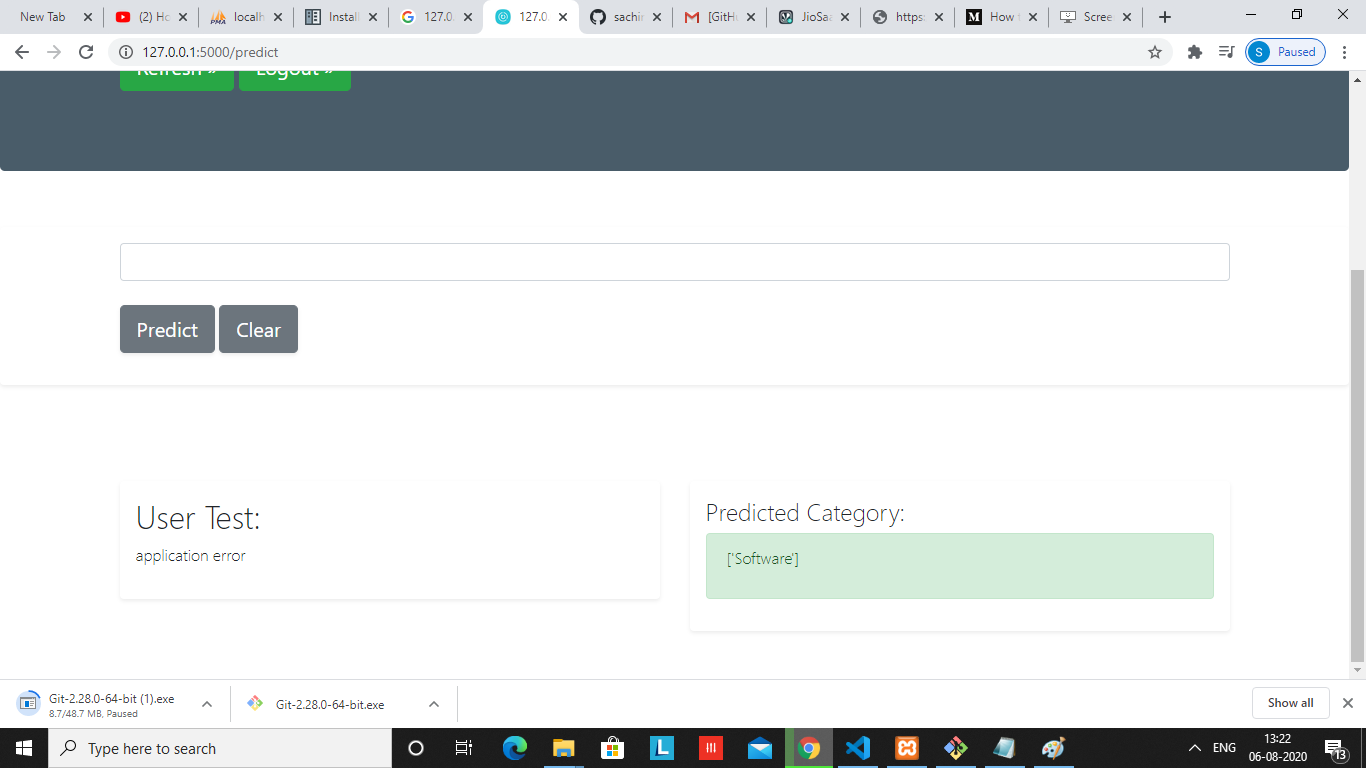 New Tab
(2) Ho
localh
Install
127.0.
127.0.
sachin
[GitH
JioSaa
https:
How t
Scree
127.0.0.1:5000/predict
S Paused
Refresh »
Logout »
Predict
Clear
User Test:
application error
Predicted Category:
['Software']
Git-2.28.0-64-bit (1).exe
8.7/48.7 MB, Paused
Git-2.28.0-64-bit.exe
Show all
Type here to search
ENG
13:22
06-08-2020
13